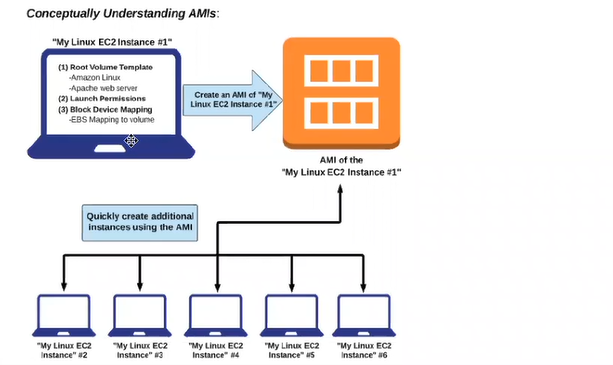 Conceptually Understanding AMIs:
"My Linux EC2 Instance #1"
(1) Root Volume Template
-Amazon Linux
-Apache web server
(2) Launch Permissions
(3) Block Device Mapping
-EBS Mapping to volume
Create an AMI of "My
Linux EC2 Instance #1"
AMI of the
"My Linux EC2 Instance #1"
Quickly create additional
instances using the AMI
"My Linux EC2
Instance" #2
"My Linux EC2
Instance" #3
"My Linux EC2
Instance" #4
"My Linux EC2
Instance" #5
"My Linux EC2
Instance" #6